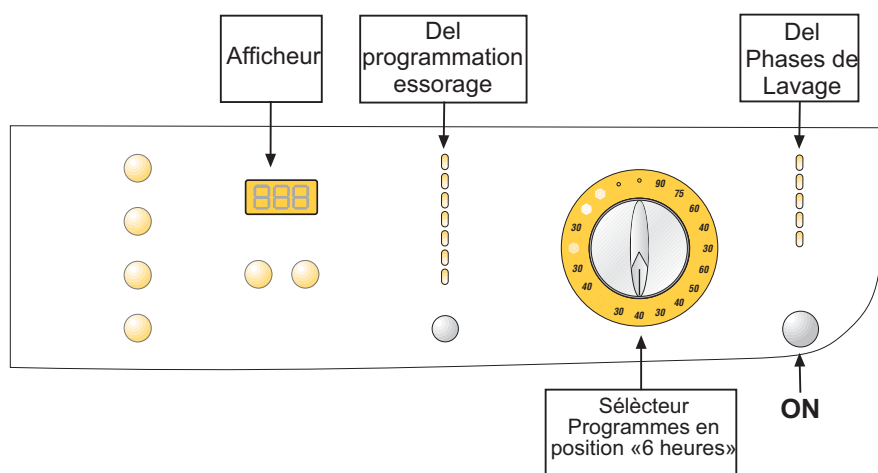 Afficheur
Del
programmation
essorage
Del
Phases de
Lavage
888
90
75
60
40
30
60
50
40
30
40
30
40
30
30
Sélècteur
Programmes en
position «6 heures»
ON